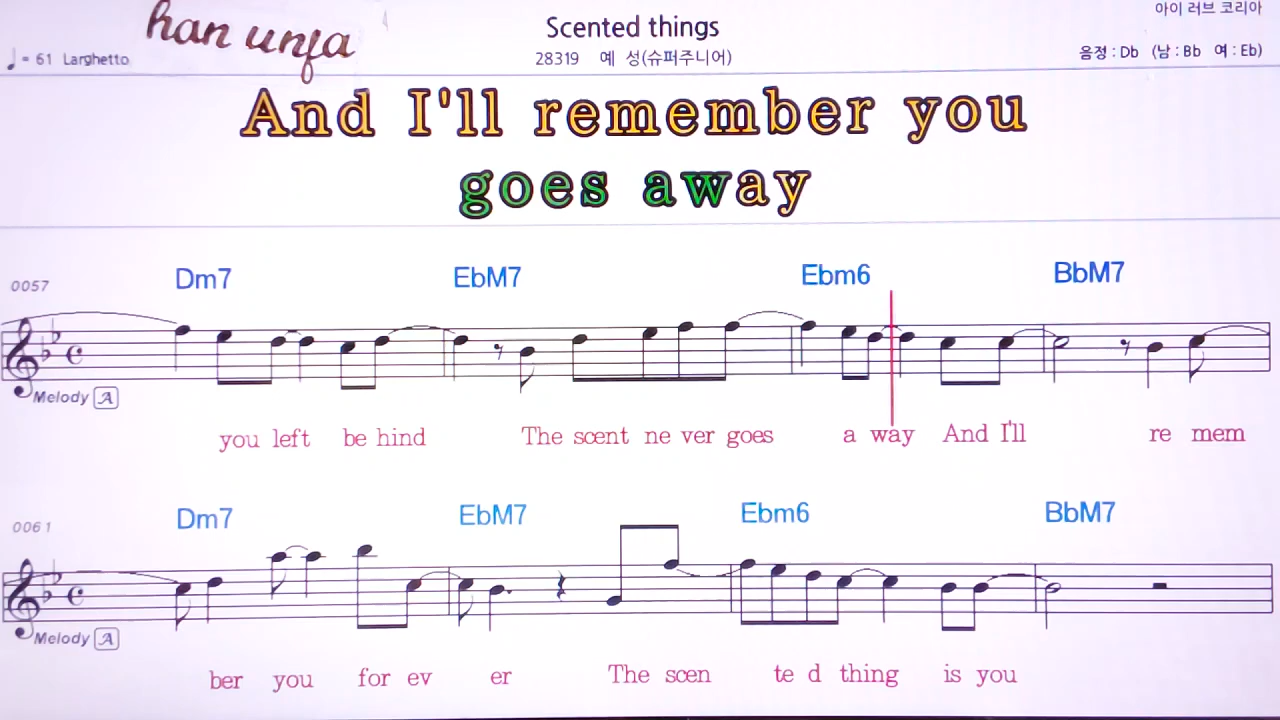 han unja
Scented things
아이 러브 코리아
♩ = 61 Larghetto
28319 예 성(슈퍼주니어)
음정 : Db (남 : Bb 여 : Eb)
And I'll remember you
goes away
0057
Dm7 EbM7 Ebm6 BbM7
Melody A
you left be hind The scent ne ver goes a way And I'll re mem
0061
Dm7 EbM7 Ebm6 BbM7
Melody A
ber you for ev er The scen te d thing is you